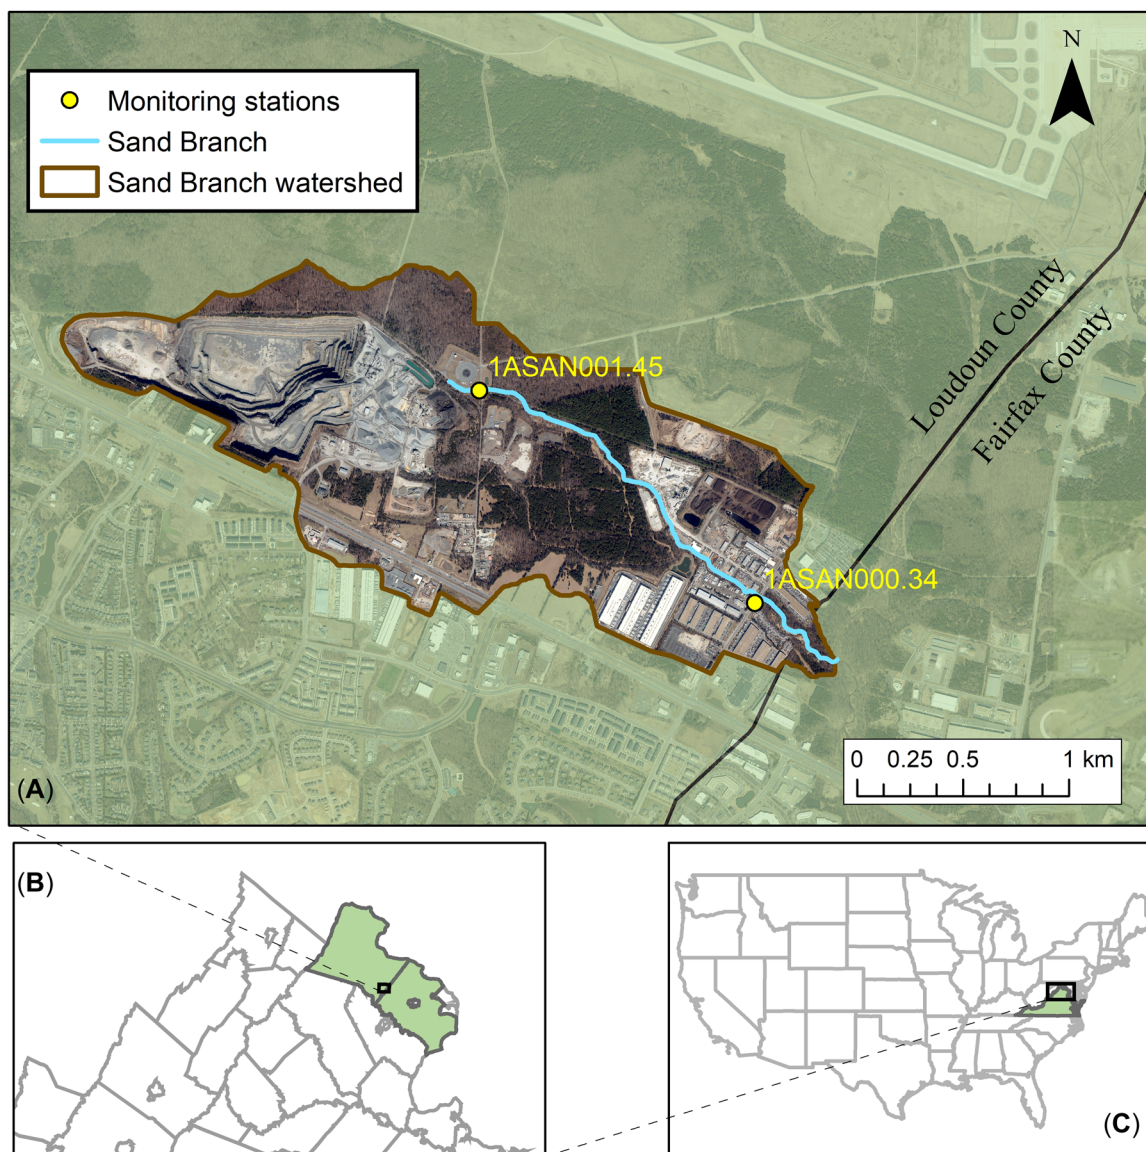 N
Monitoring stations
Sand Branch
Sand Branch watershed
Loudoun County
Fairfax County
1ASAN001.45
1ASAN000.34
0 0.25 0.5 1 km
(A)
(B)
(C)